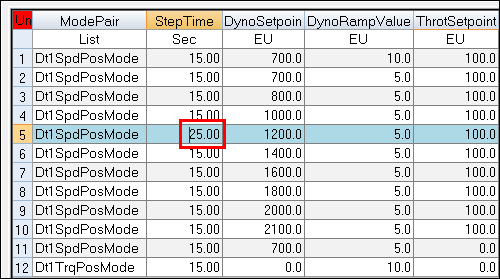 Un ModePair StepTime DynoSetpoin DynoRampValue ThrotSetpoint
List Sec EU EU EU
1 Dt1SpdPosMode 15.00 700.0 10.0 100.0
2 Dt1SpdPosMode 15.00 700.0 5.0 100.0
3 Dt1SpdPosMode 15.00 800.0 5.0 100.0
4 Dt1SpdPosMode 15.00 1000.0 5.0 100.0
5 Dt1SpdPosMode 25.00 1200.0 5.0 100.0
6 Dt1SpdPosMode 15.00 1400.0 5.0 100.0
7 Dt1SpdPosMode 15.00 1600.0 5.0 100.0
8 Dt1SpdPosMode 15.00 1800.0 5.0 100.0
9 Dt1SpdPosMode 15.00 2000.0 5.0 100.0
10 Dt1SpdPosMode 15.00 2100.0 5.0 100.0
11 Dt1SpdPosMode 15.00 700.0 5.0 0.0
12 Dt1TrqPosMode 15.00 0.0 10.0 0.0